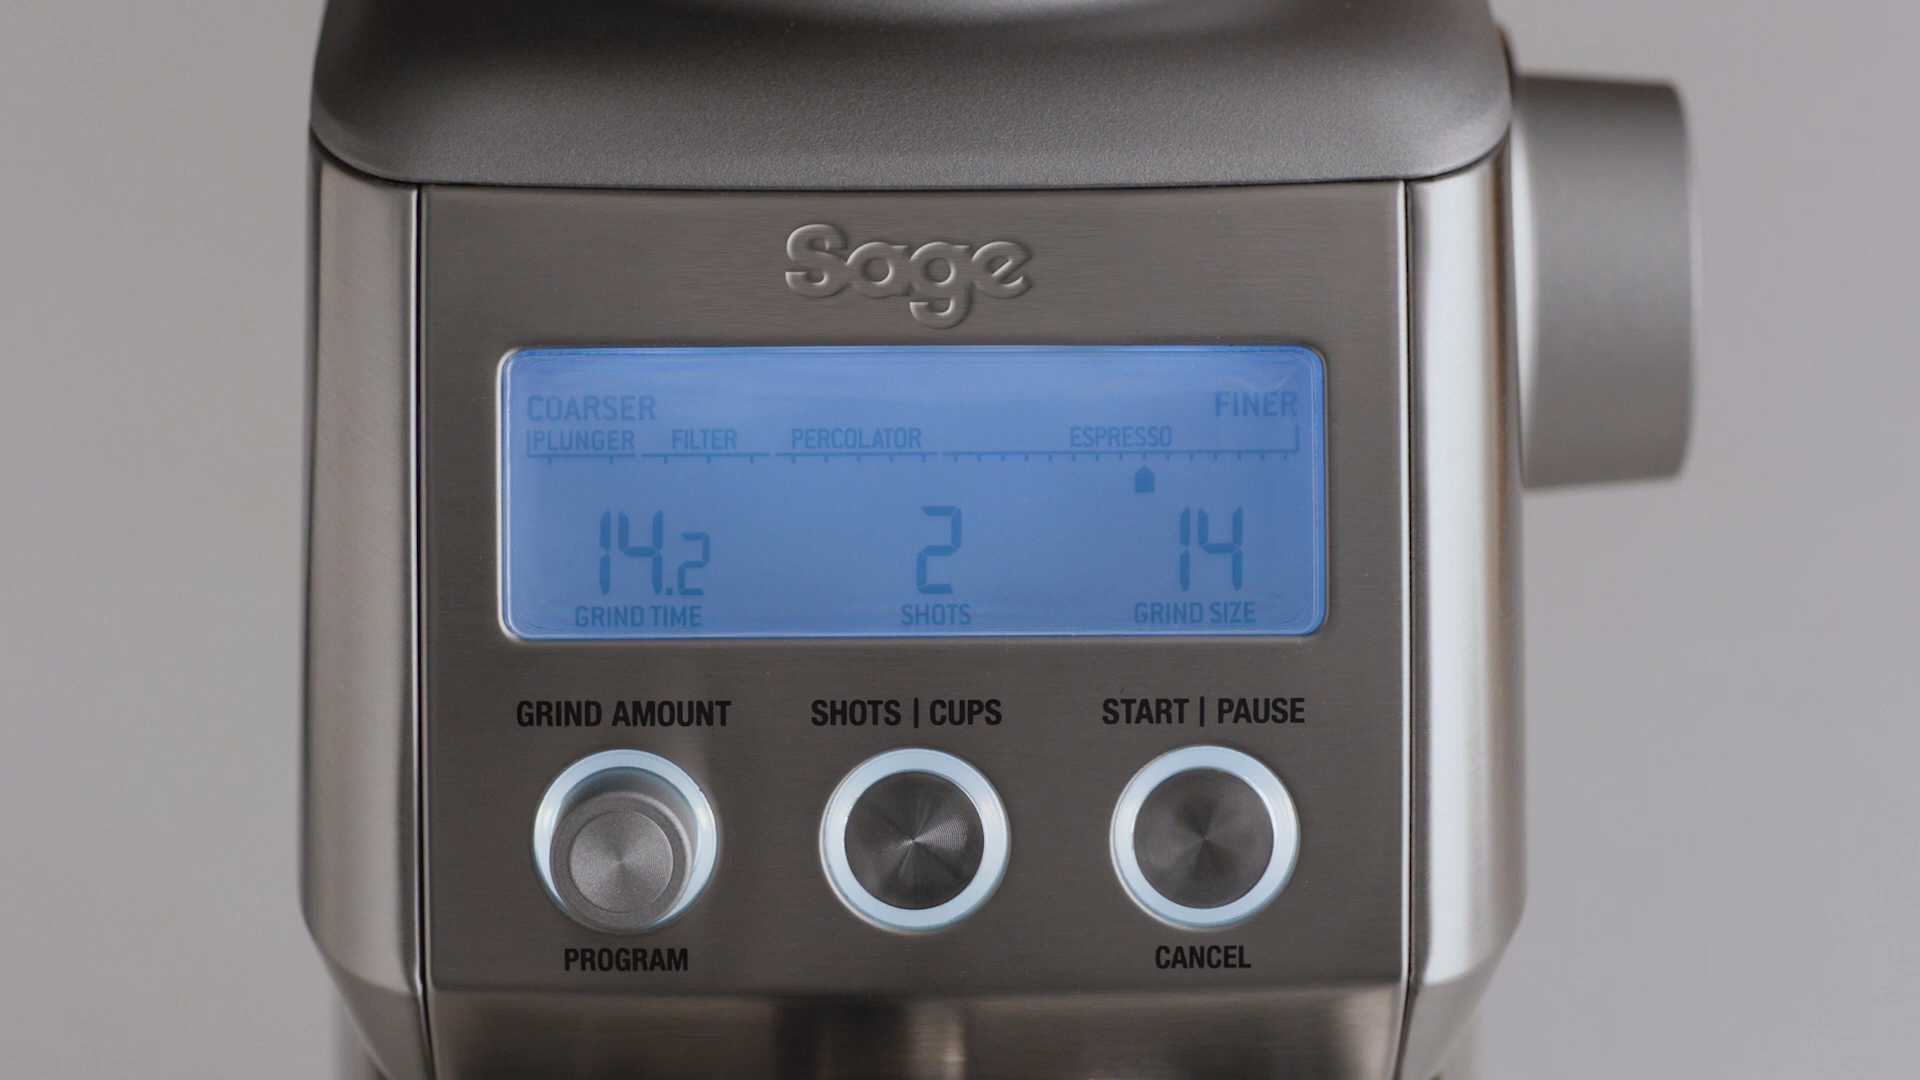 Sage
COARSER FINER
PLUNGER FILTER PERCOLATOR ESPRESSO
14.2 2 14
GRIND TIME SHOTS GRIND SIZE
GRIND AMOUNT SHOTS | CUPS START | PAUSE
PROGRAM CANCEL